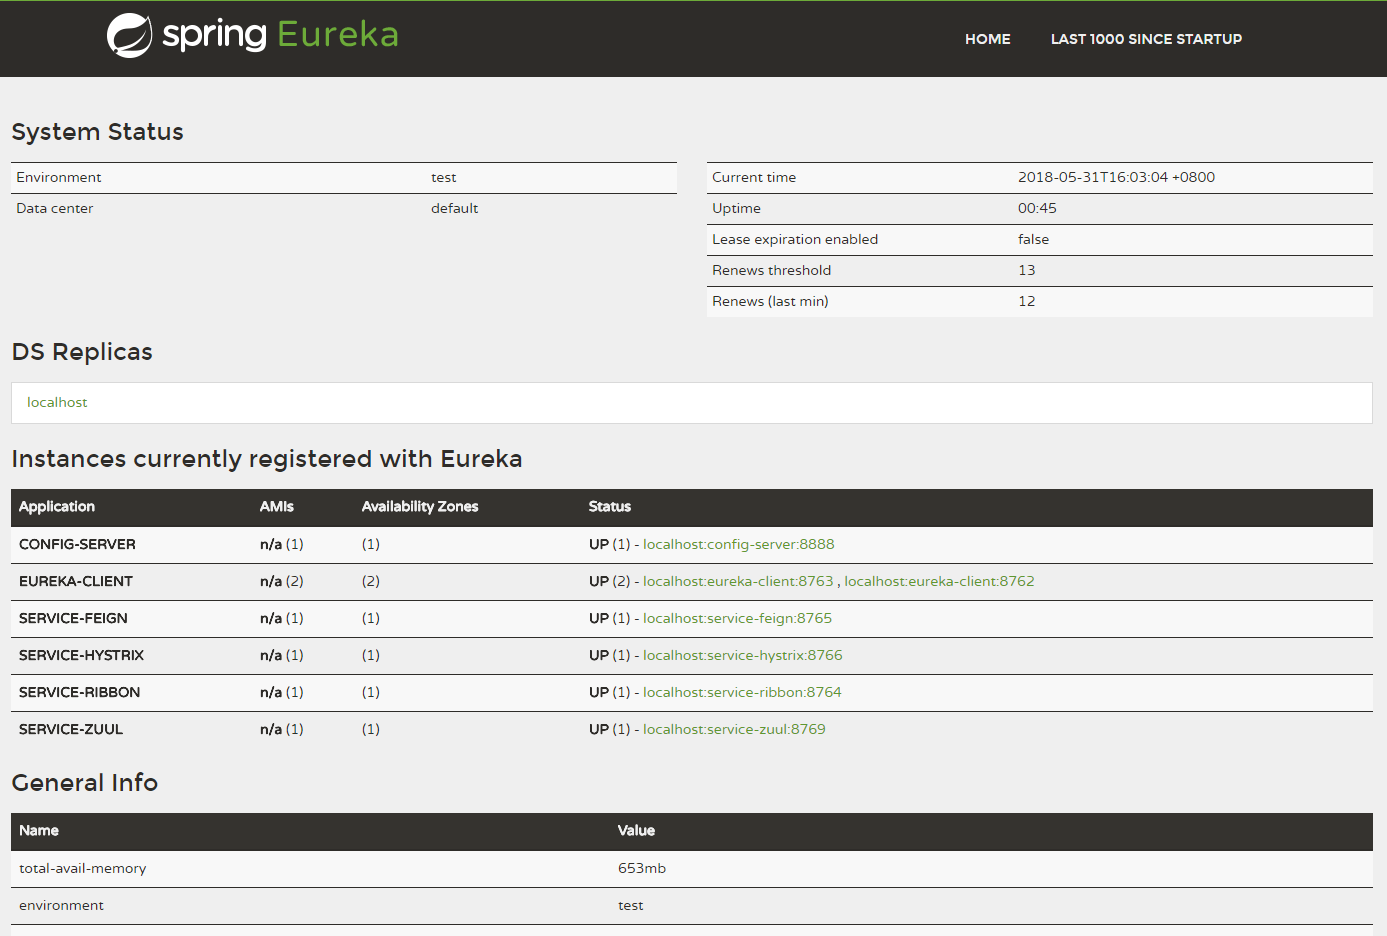 spring Eureka
HOME LAST 1000 SINCE STARTUP
System Status
Environment test
Data center default
Current time 2018-05-31T16:03:04 +0800
Uptime 00:45
Lease expiration enabled false
Renews threshold 13
Renews (last min) 12
DS Replicas
localhost
Instances currently registered with Eureka
Application AMIs Availability Zones Status
CONFIG-SERVER n/a (1) (1) UP (1) - localhost:config-server:8888
EUREKA-CLIENT n/a (2) (2) UP (2) - localhost:eureka-client:8763 , localhost:eureka-client:8762
SERVICE-FEIGN n/a (1) (1) UP (1) - localhost:service-feign:8765
SERVICE-HYSTRIX n/a (1) (1) UP (1) - localhost:service-hystrix:8766
SERVICE-RIBBON n/a (1) (1) UP (1) - localhost:service-ribbon:8764
SERVICE-ZUUL n/a (1) (1) UP (1) - localhost:service-zuul:8769
General Info
Name Value
total-avail-memory 653mb
environment test